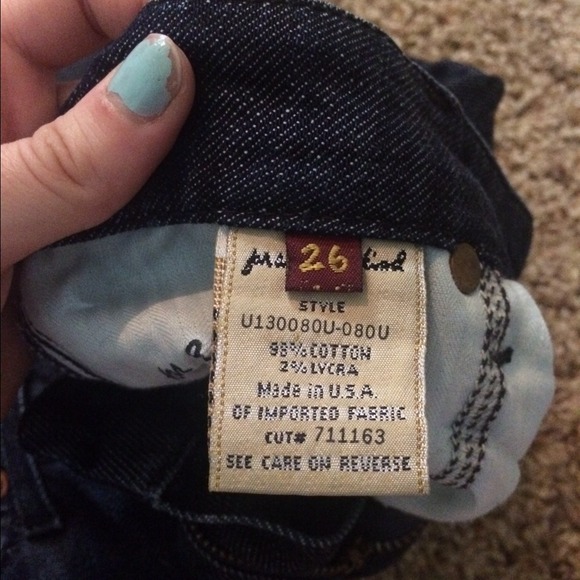 26
STYLE
U130080U-080U
98% COTTON
2% LYCRA
Made in U.S.A.
OF IMPORTED FABRIC
CUT# 711163
SEE CARE ON REVERSE